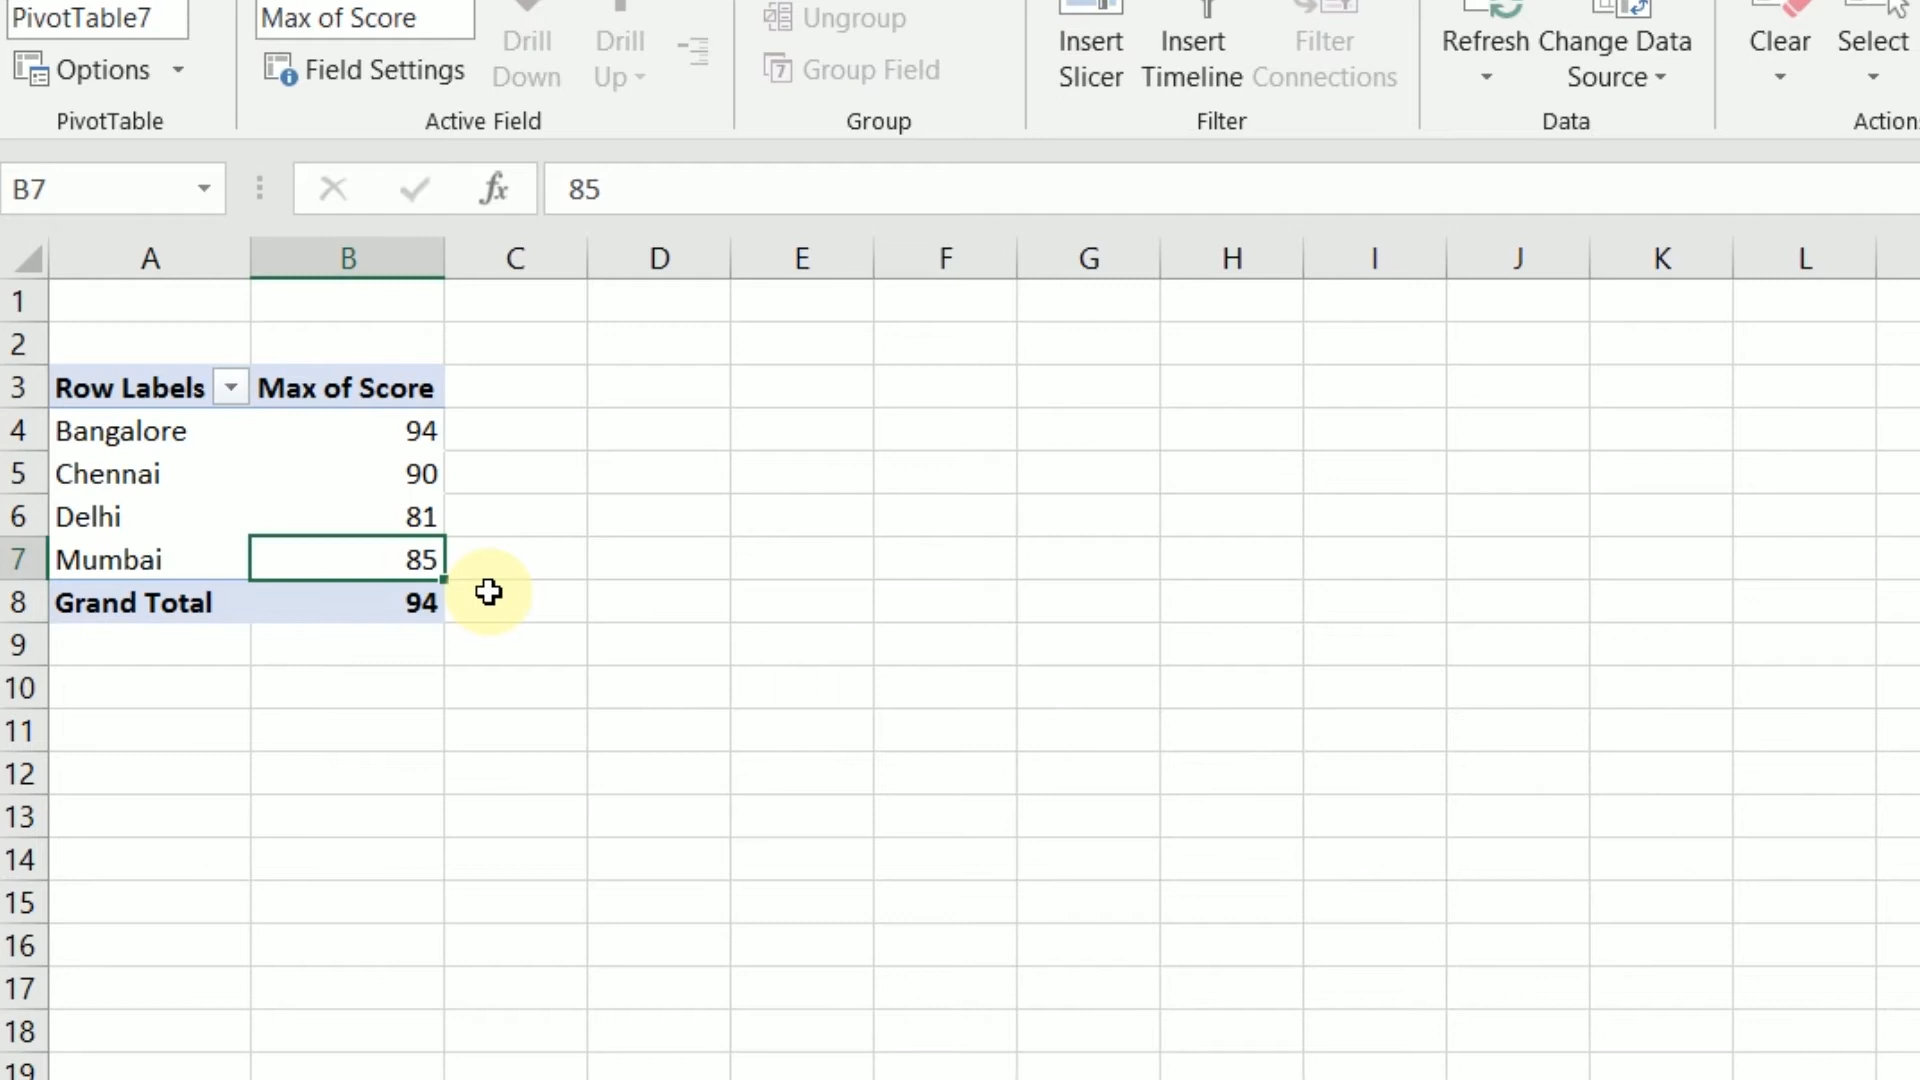 PivotTable7 Max of Score Ungroup
Drill Drill Insert Insert Filter Refresh Change Data Clear Select
Options Field Settings Down Up 7 Group Field Slicer Timeline Connections Source
PivotTable Active Field Group Filter Data Action
B7 fx 85
A B C D E F G H I J K L
1
2
3 Row Labels Max of Score
4 Bangalore 94
5 Chennai 90
6 Delhi 81
7 Mumbai 85
8 Grand Total 94
9
10
11
12
13
14
15
16
17
18
19